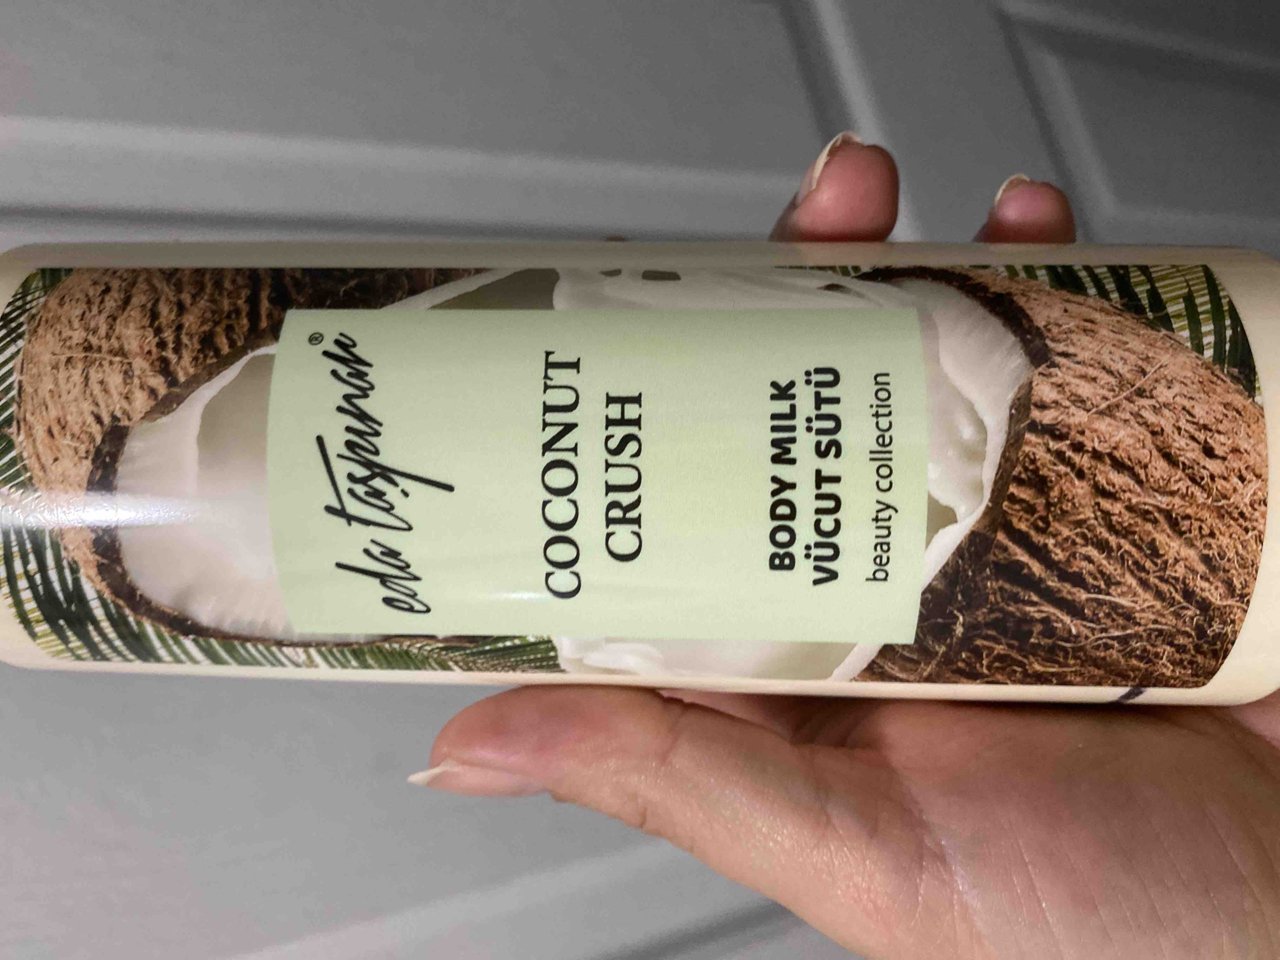 eda taşpınar®
COCONUT
CRUSH
BODY MILK
VÜCUT SÜTÜ
beauty collection